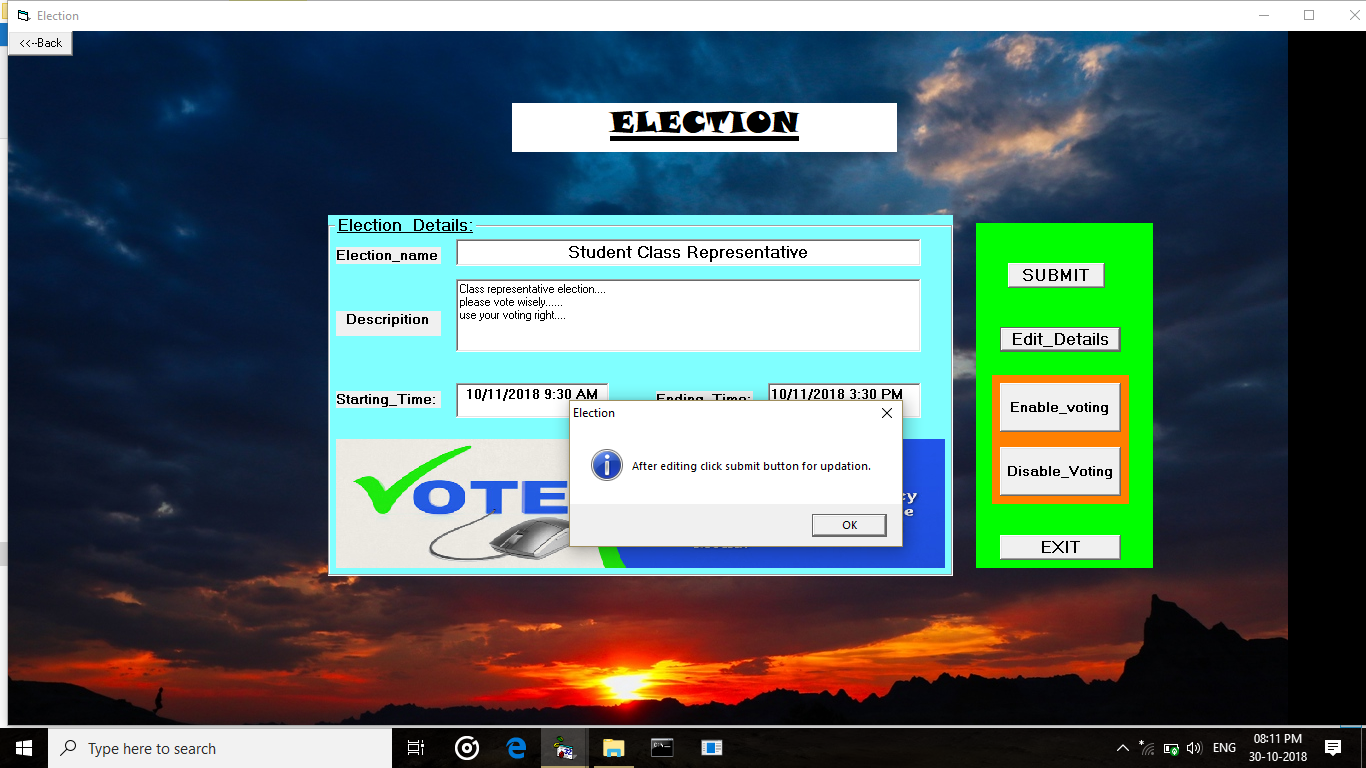 Election
<<--Back
ELECTION
Election_Details:
Election_name
Student Class Representative
Descripition
Class representative election....
please vote wisely......
use your voting right....
Starting_Time:
10/11/2018 9:30 AM
Ending_Time:
10/11/2018 3:30 PM
VOTE
cy
e
Election
After editing click submit button for updation.
OK
SUBMIT
Edit_Details
Enable_voting
Disable_Voting
EXIT
Type here to search
ENG
08:11 PM
30-10-2018